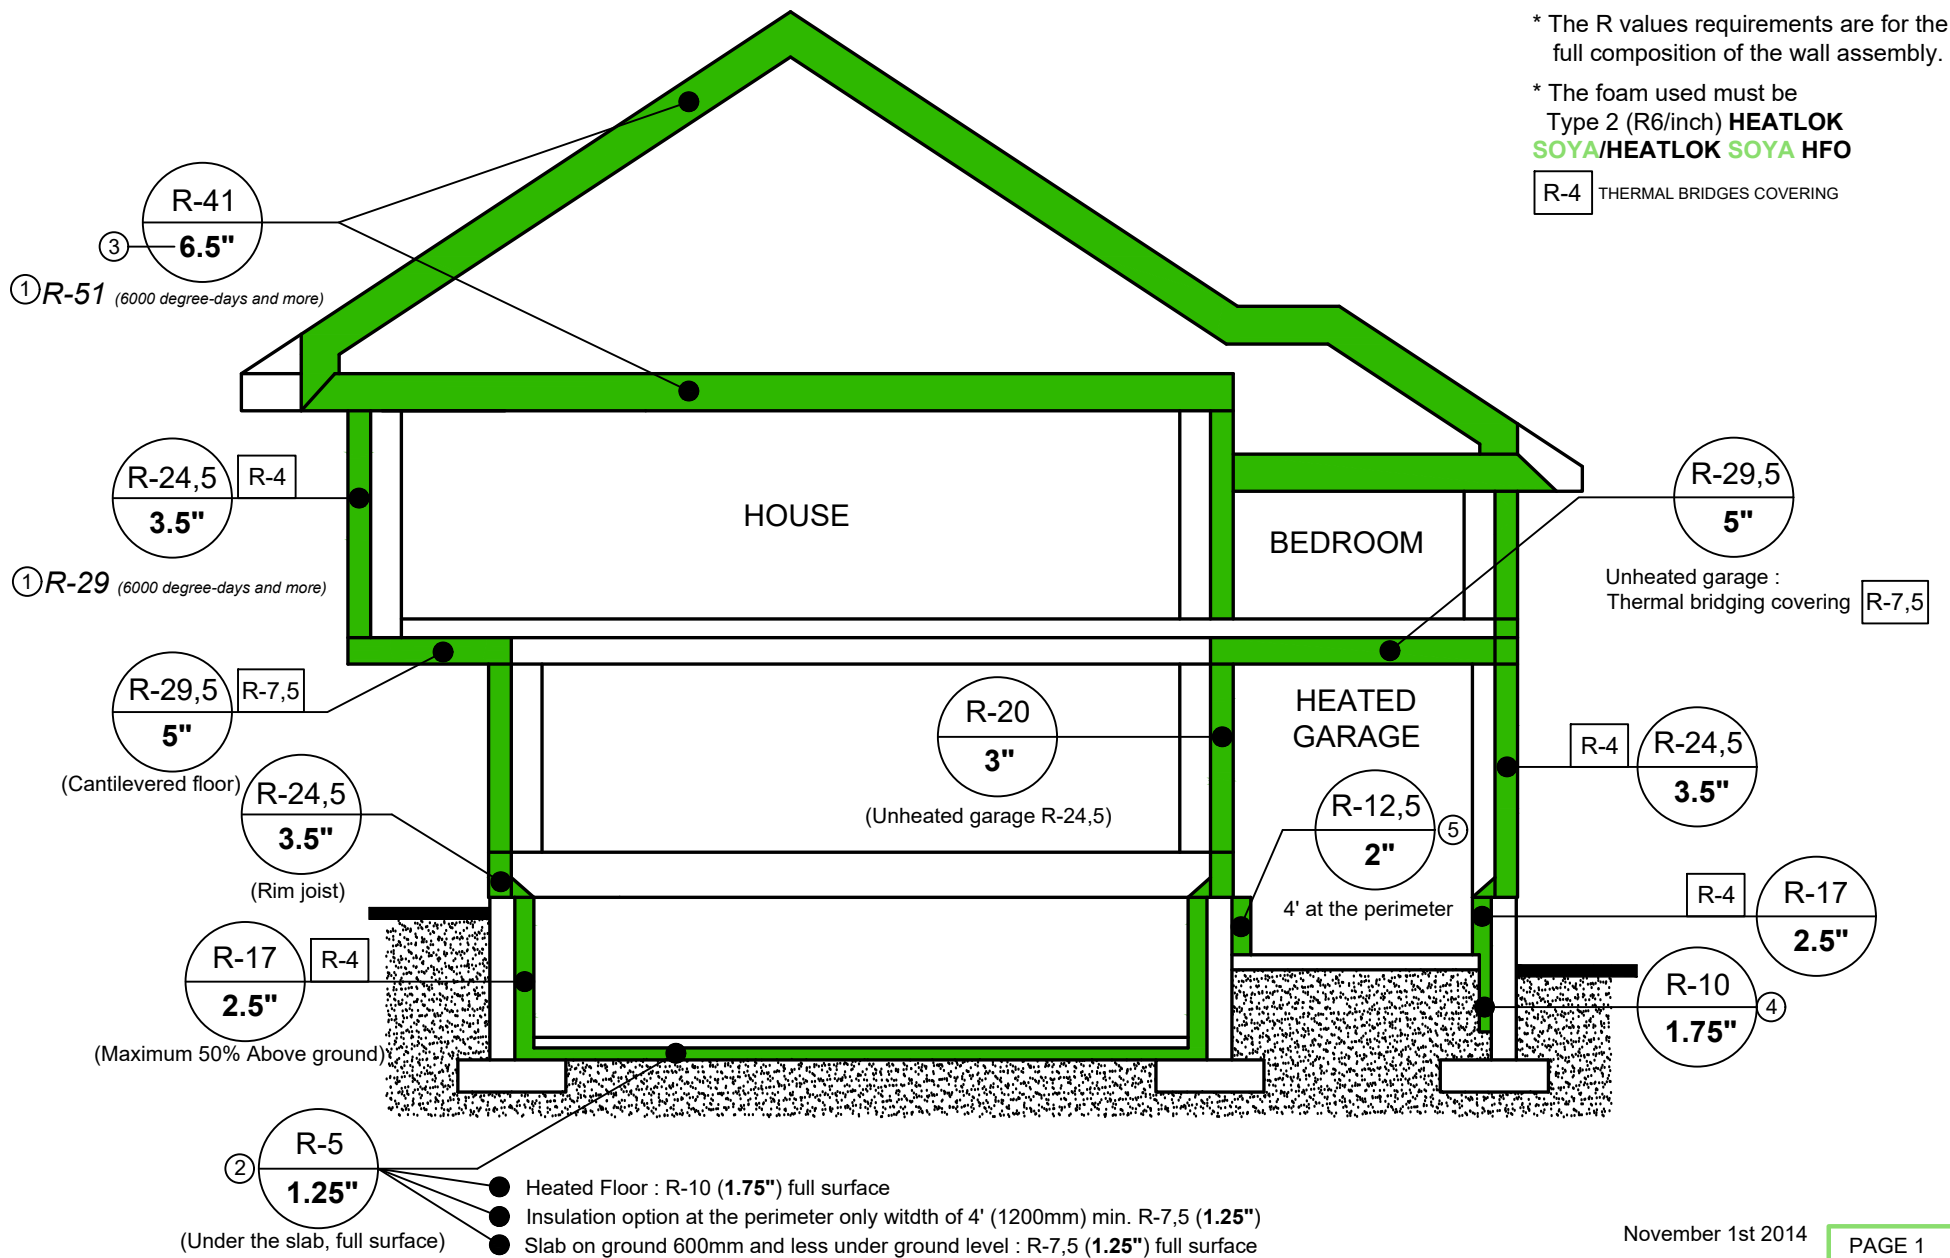 * The R values requirements are for the
full composition of the wall assembly.
* The foam used must be
Type 2 (R6/inch) HEATLOK
SOYA/HEATLOK SOYA HFO
R-4 THERMAL BRIDGES COVERING
R-41
3
6.5"
1 R-51 (6000 degree-days and more)
R-24,5
R-4
3.5"
1 R-29 (6000 degree-days and more)
HOUSE
BEDROOM
R-29,5
5"
Unheated garage :
Thermal bridging covering R-7,5
R-29,5
R-7,5
5"
(Cantilevered floor)
R-20
3"
(Unheated garage R-24,5)
HEATED
GARAGE
R-4
R-24,5
3.5"
R-24,5
3.5"
(Rim joist)
R-12,5
5
2"
4' at the perimeter
R-4
R-17
2.5"
R-17
R-4
2.5"
(Maximum 50% Above ground)
R-10
4
1.75"
R-5
2
1.25"
(Under the slab, full surface)
Heated Floor : R-10 (1.75") full surface
Insulation option at the perimeter only witdth of 4' (1200mm) min. R-7,5 (1.25")
Slab on ground 600mm and less under ground level : R-7,5 (1.25") full surface
November 1st 2014
PAGE 1